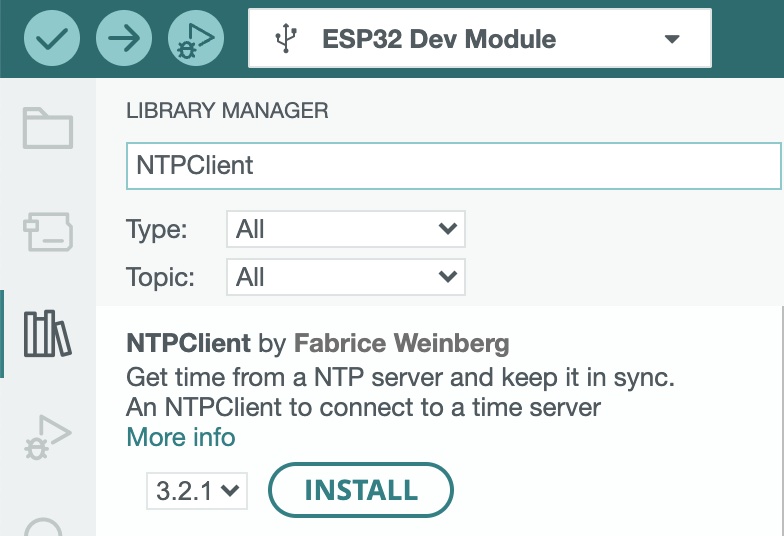 ESP32 Dev Module
LIBRARY MANAGER
NTPClient
Type: All
Topic: All
NTPClient by Fabrice Weinberg
Get time from a NTP server and keep it in sync.
An NTPClient to connect to a time server
More info
3.2.1 INSTALL